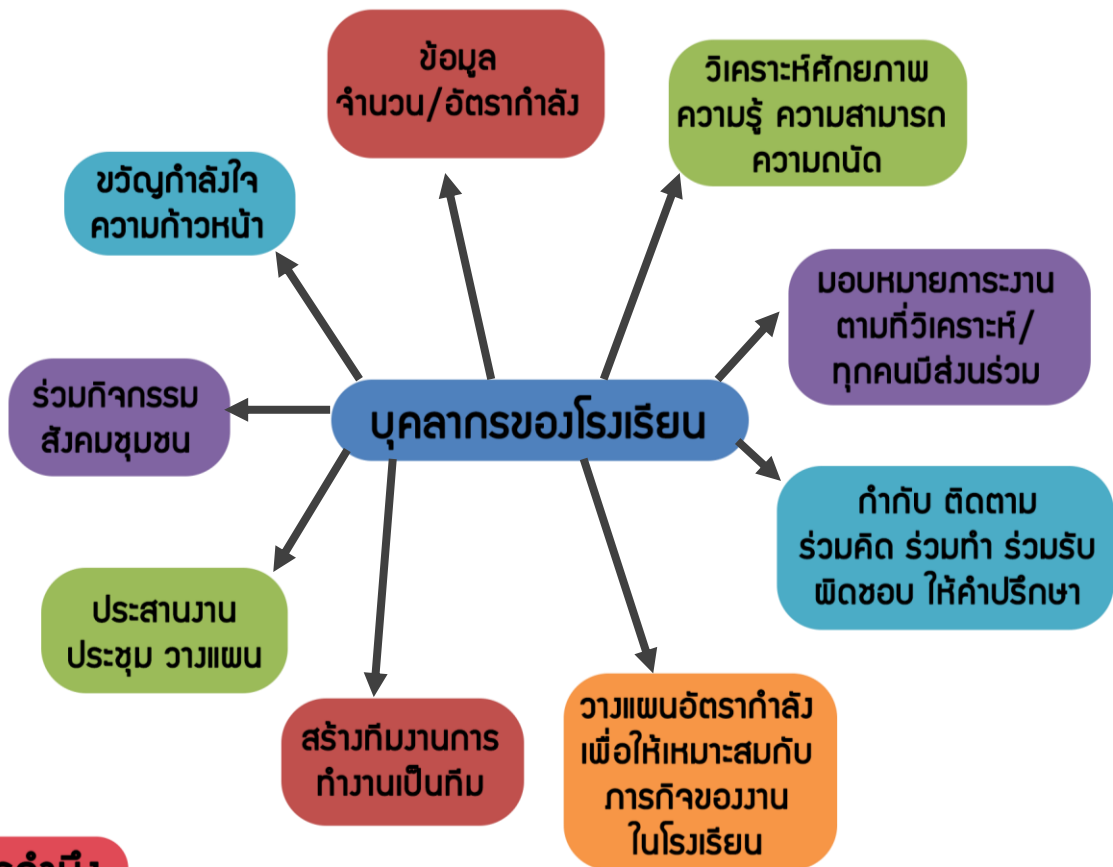 ข้อมูล
จำนวน/อัตรากำลัง
วิเคราะห์ศักยภาพ
ความรู้ ความสามารถ
ความถนัด
ขวัญกำลังใจ
ความก้าวหน้า
มอบหมายภาระงาน
ตามที่วิเคราะห์/
ทุกคนมีส่งนร่วม
ร่วมกิจกรรม
สังคมชุมชน
บุคลากรของโรงเรียน
กำกับ ติดตาม
ร่วมคิด ร่วมทำ ร่วมรับ
ผิดชอบ ให้คำปรึกษา
ประสานงาน
ประชุม วางแผน
สร้างทีมงานการ
ทำงานเป็นทีม
วางแผนอัตรากำลัง
เพื่อให้เหมาะสมกับ
ภารกิจของงาน
ในโรงเรียน